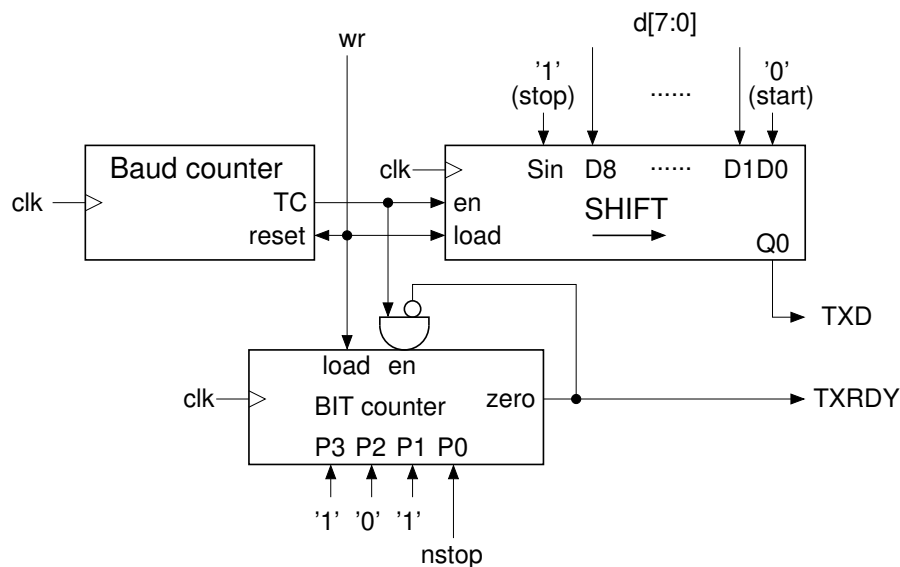 d[7:0]
wr
'1'
(stop)
......
'0'
(start)
Baud counter
clk
TC
reset
clk
Sin D8 ...... D1D0
en
SHIFT
load
Q0
TXD
load en
clk
BIT counter
zero
TXRDY
P3 P2 P1 P0
'1' '0' '1'
nstop